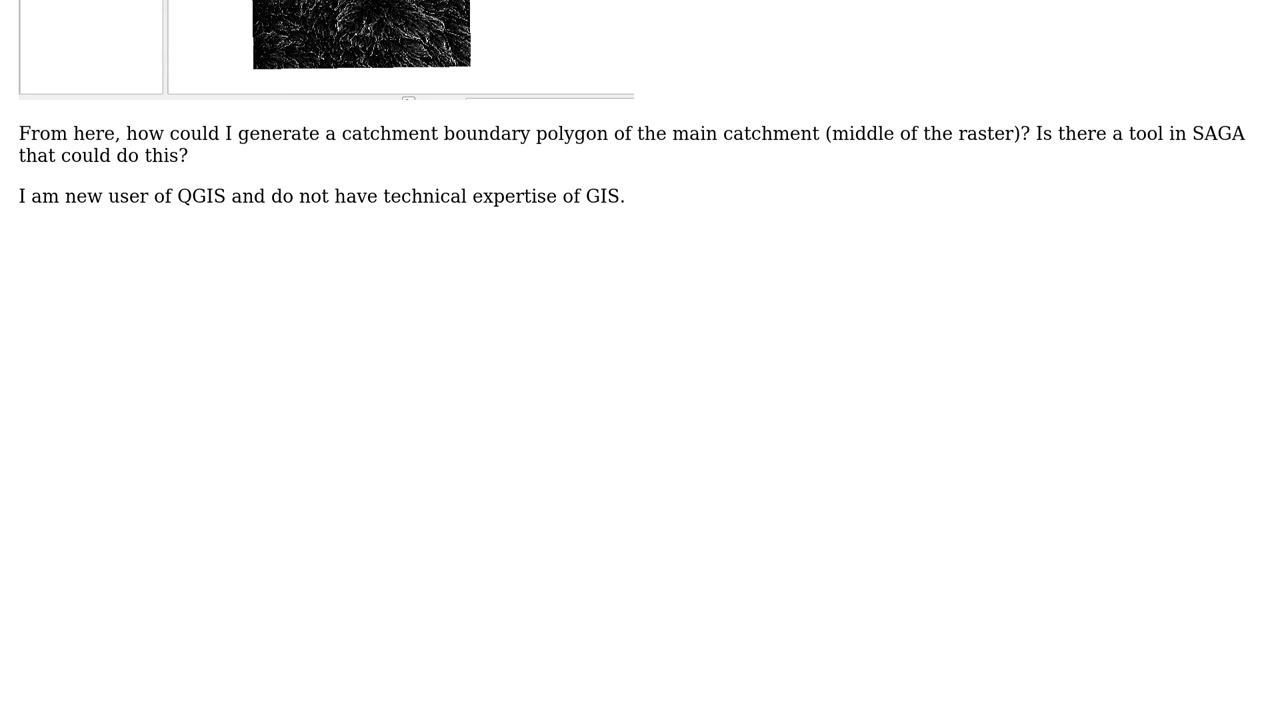 From here, how could I generate a catchment boundary polygon of the main catchment (middle of the raster)? Is there a tool in SAGA
that could do this?
I am new user of QGIS and do not have technical expertise of GIS.